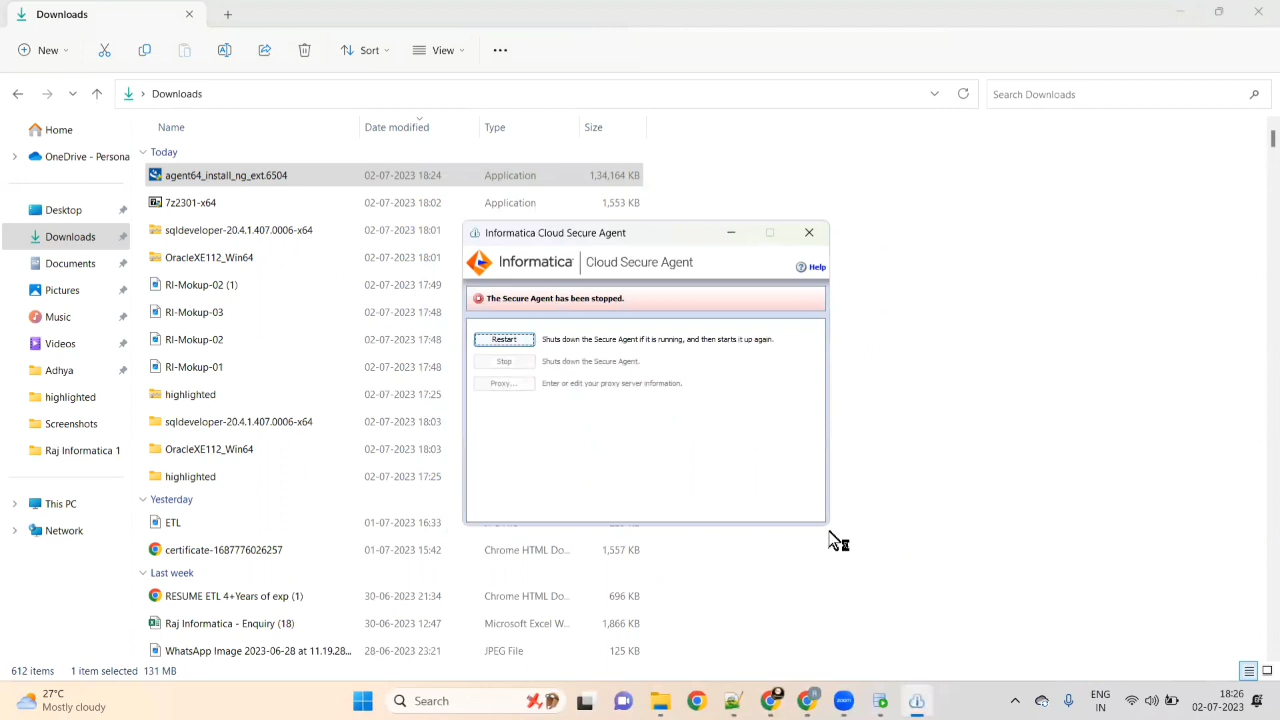 Downloads
New
Sort
View
Downloads
Search Downloads
Name
Date modified
Type
Size
Home
OneDrive - Persona
Desktop
Downloads
Documents
Pictures
Music
Videos
Adhya
highlighted
Screenshots
Raj Informatica 1
This PC
Network
Today
agent64_install_ng_ext.6504 02-07-2023 18:24 Application 1,34,164 KB
7z2301-x64 02-07-2023 18:02 Application 1,553 KB
sqldeveloper-20.4.1.407.0006-x64 02-07-2023 18:01
OracleXE112_Win64 02-07-2023 18:01
RI-Mokup-02 (1) 02-07-2023 17:49
RI-Mokup-03 02-07-2023 17:48
RI-Mokup-02 02-07-2023 17:48
RI-Mokup-01 02-07-2023 17:48
highlighted 02-07-2023 17:25
sqldeveloper-20.4.1.407.0006-x64 02-07-2023 18:03
OracleXE112_Win64 02-07-2023 18:03
highlighted 02-07-2023 17:25
Yesterday
ETL 01-07-2023 16:33
certificate-1687776026257 01-07-2023 15:42 Chrome HTML Do... 1,557 KB
Last week
RESUME ETL 4+Years of exp (1) 30-06-2023 21:34 Chrome HTML Do... 696 KB
Raj Informatica - Enquiry (18) 30-06-2023 12:47 Microsoft Excel W... 1,866 KB
WhatsApp Image 2023-06-28 at 11.19.28... 28-06-2023 23:21 JPEG File 125 KB
Informatica Cloud Secure Agent
Informatica Cloud Secure Agent
Help
The Secure Agent has been stopped.
Restart Shuts down the Secure Agent if it is running, and then starts it up again.
Stop Shuts down the Secure Agent.
Proxy... Enter or edit your proxy server information.
612 items 1 item selected 131 MB
27°C
Mostly cloudy
Search
zoom
ENG
IN
18:26
02-07-2023